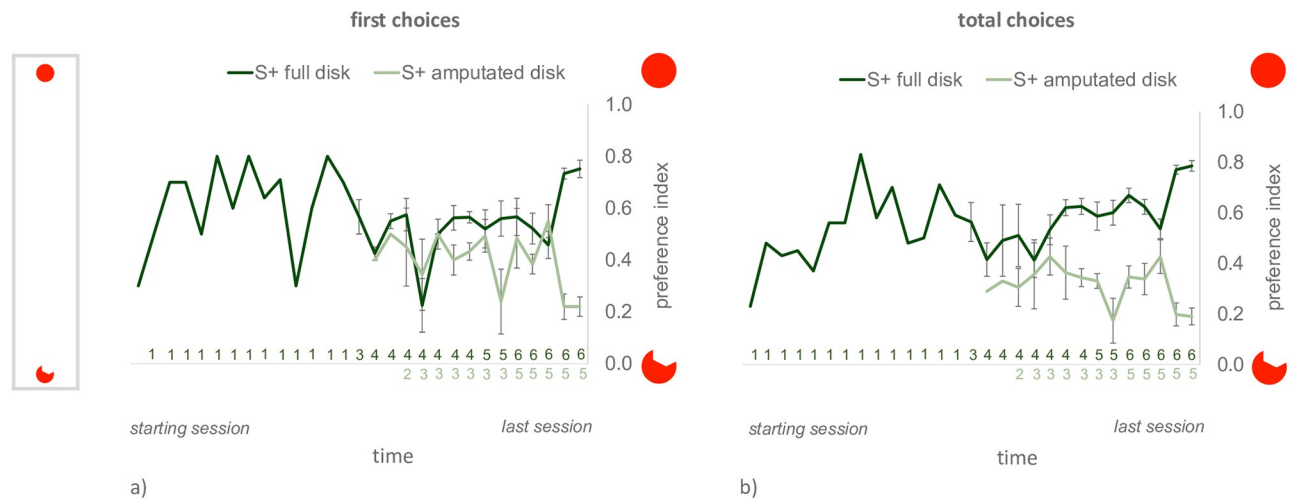 first choices
S+ full disk
S+ amputated disk
1.0
0.8
0.6
0.4
0.2
0.0
preference index
1 1 1 1 1 1 1 1 1 1 1 1 1 3 4 4 4 4 4 4 4 5 5 6 6 6 6 6
2 3 3 3 3 3 3 5 5 5 5 5
starting session
last session
time
a)
total choices
S+ full disk
S+ amputated disk
1.0
0.8
0.6
0.4
0.2
0.0
preference index
1 1 1 1 1 1 1 1 1 1 1 1 1 3 4 4 4 4 4 4 4 5 5 6 6 6 6 6
2 3 3 3 3 3 3 5 5 5 5 5
starting session
last session
time
b)